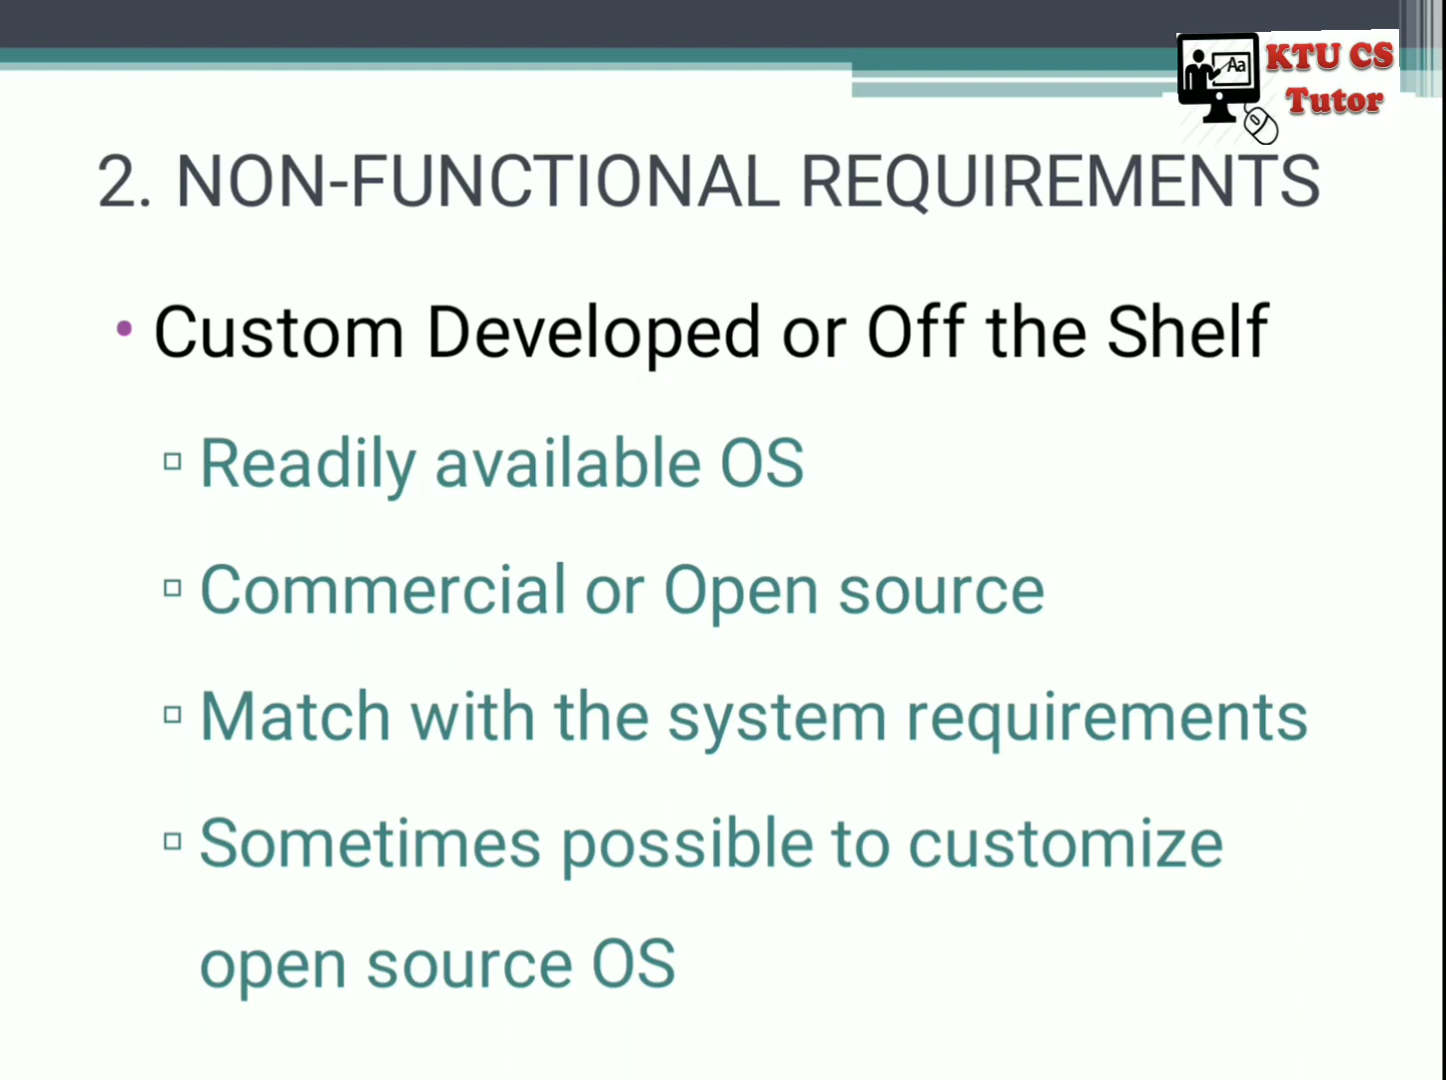 Aa
KTU CS
Tutor
2. NON-FUNCTIONAL REQUIREMENTS
• Custom Developed or Off the Shelf
▫ Readily available OS
▫ Commercial or Open source
▫ Match with the system requirements
▫ Sometimes possible to customize
open source OS